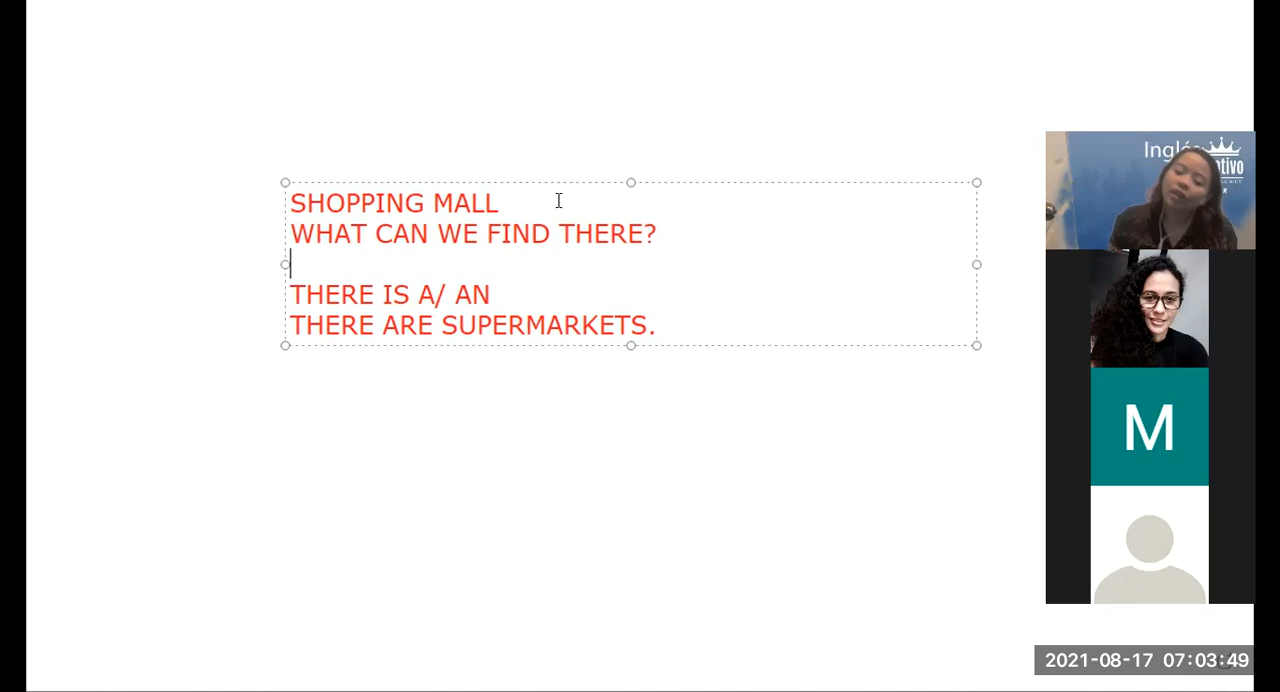 SHOPPING MALL
WHAT CAN WE FIND THERE?
THERE IS A/ AN
THERE ARE SUPERMARKETS.
Inglés
M
2021-08-17 07:03:49